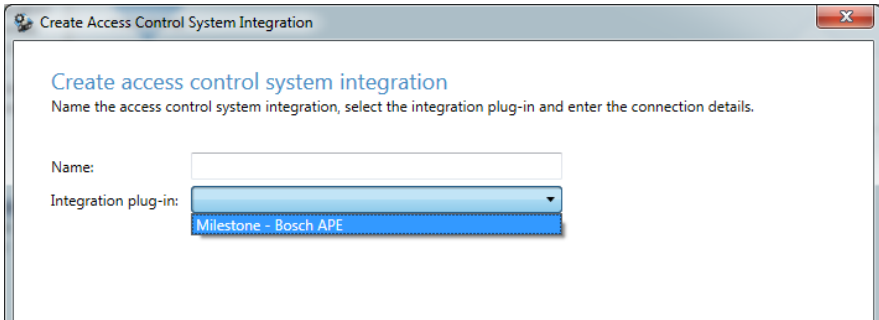 Create Access Control System Integration
Create access control system integration
Name the access control system integration, select the integration plug-in and enter the connection details.
Name:
Integration plug-in:
Milestone - Bosch APE